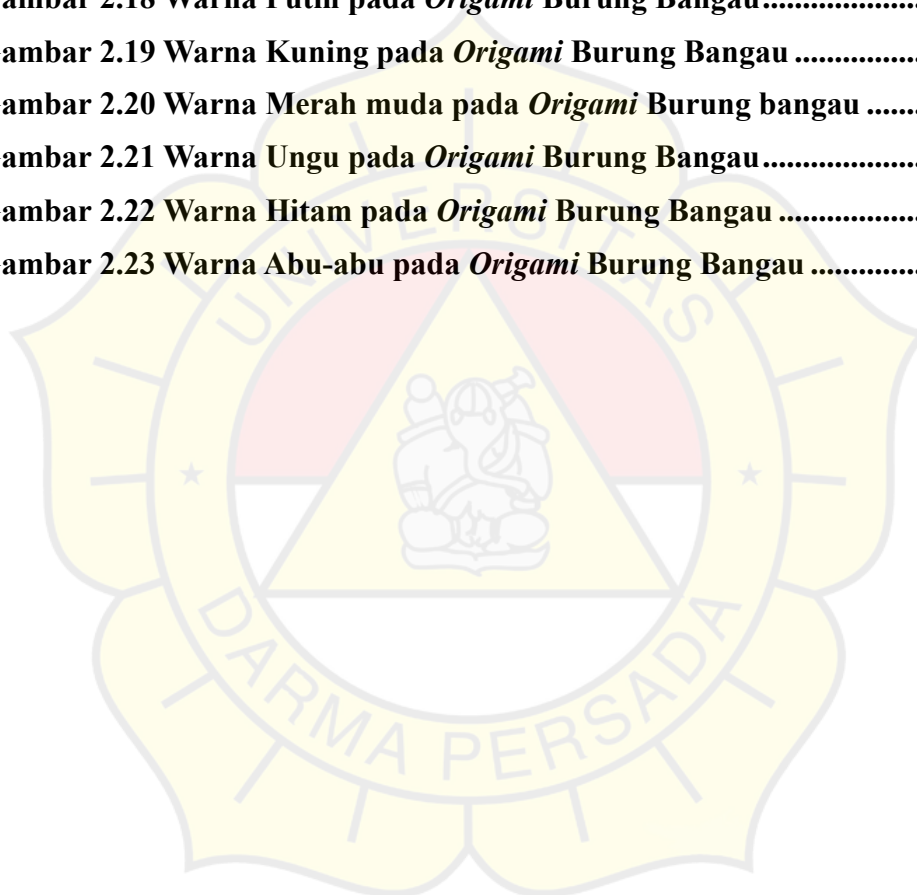 ambar 2.18 Warna Putih pada Origami Burung Bangau....................
ambar 2.19 Warna Kuning pada Origami Burung Bangau ................
ambar 2.20 Warna Merah muda pada Origami Burung bangau .......
ambar 2.21 Warna Ungu pada Origami Burung Bangau....................
ambar 2.22 Warna Hitam pada Origami Burung Bangau ..................
ambar 2.23 Warna Abu-abu pada Origami Burung Bangau ..............
UNIVERSITAS
DARMA PERSADA